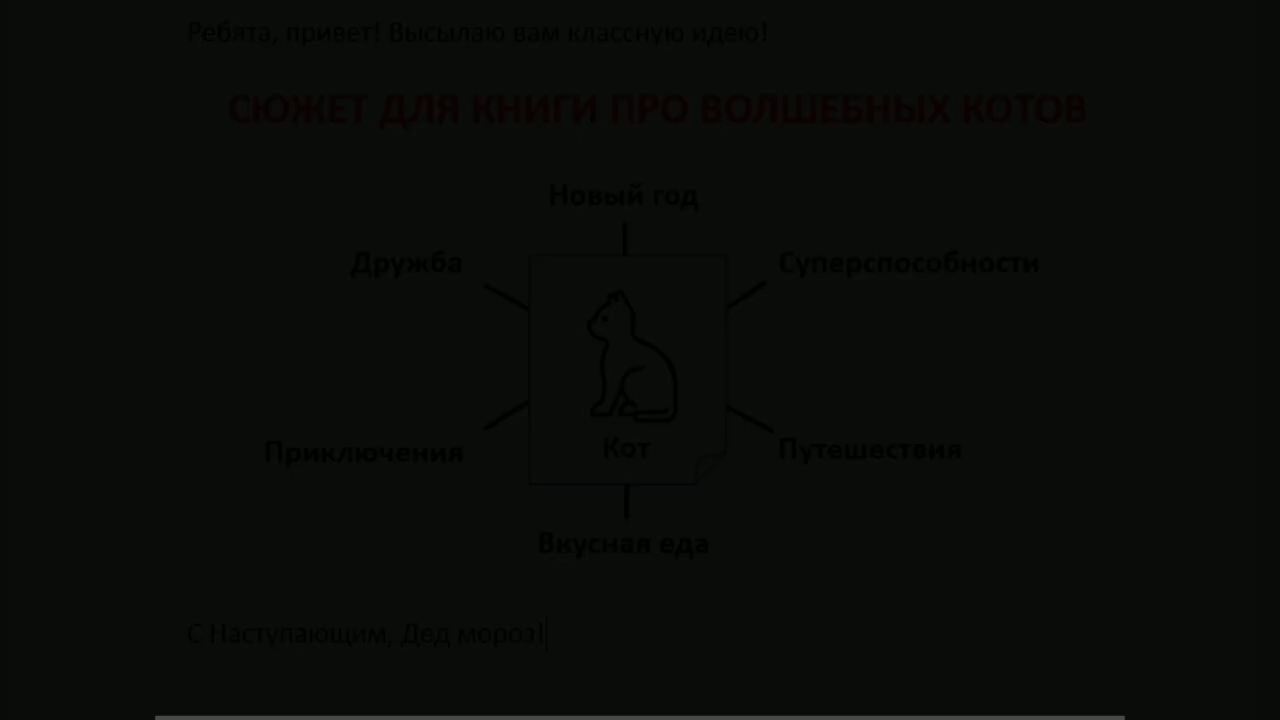 Ребята, привет! Высылаю вам классную идею!
СЮЖЕТ ДЛЯ КНИГИ ПРО ВОЛШЕБНЫХ КОТОВ
Новый год
Дружба
Суперспособности
Кот
Приключения
Путешествия
Вкусная еда
С Наступающим, Дед мороз!